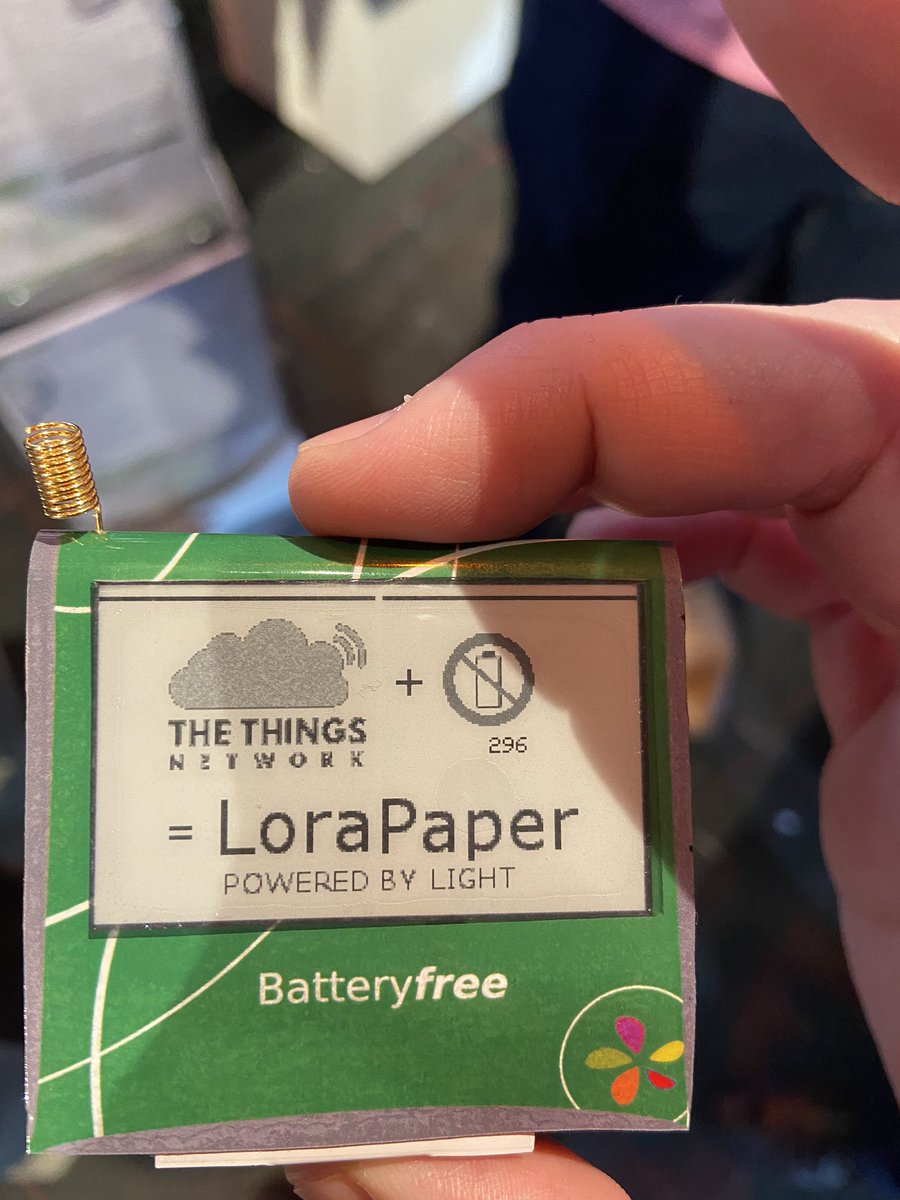 THE THINGS
NETWORK
+
296
= LoraPaper
POWERED BY LIGHT
Batteryfree